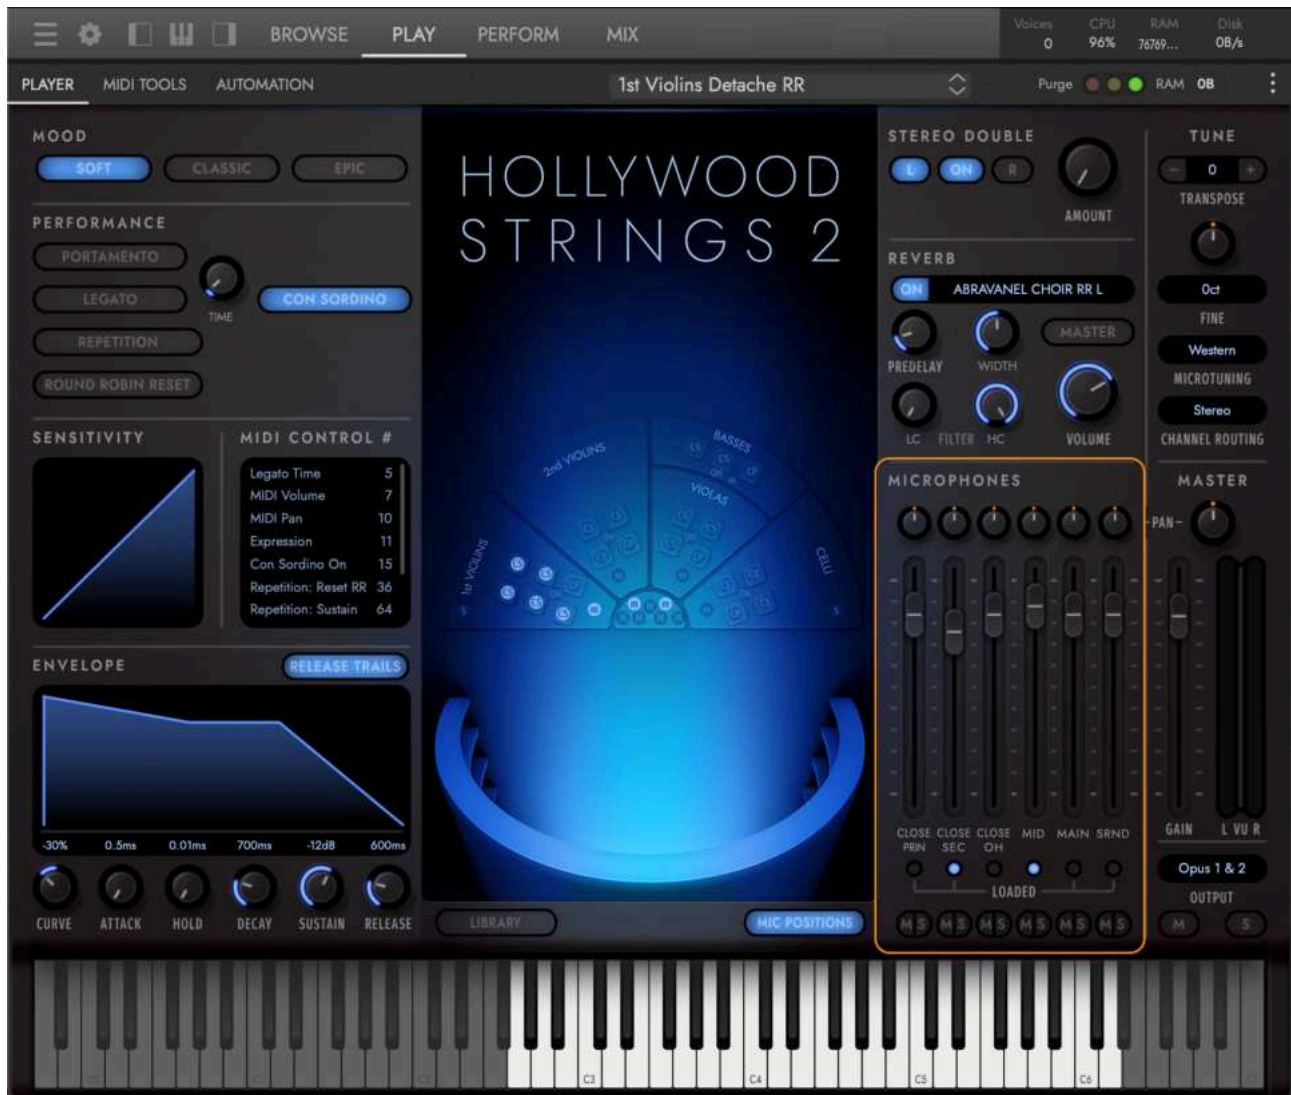 BROWSE PLAY PERFORM MIX
Voices 0 CPU 96% RAM 76769... Disk 0B/s
PLAYER MIDI TOOLS AUTOMATION
1st Violins Detache RR
Purge RAM 0B
MOOD
SOFT CLASSIC EPIC
PERFORMANCE
PORTAMENTO
LEGATO
TIME
CON SORDINO
REPETITION
ROUND ROBIN RESET
SENSITIVITY
MIDI CONTROL #
Legato Time 5
MIDI Volume 7
MIDI Pan 10
Expression 11
Con Sordino On 15
Repetition: Reset RR 36
Repetition: Sustain 64
ENVELOPE
RELEASE TRAILS
-30% 0.5ms 0.01ms 700ms -12dB 600ms
CURVE ATTACK HOLD DECAY SUSTAIN RELEASE
HOLLYWOOD
STRINGS 2
1st VIOLINS
2nd VIOLINS
BASSES
VIOLAS
CELLI
LIBRARY MIC POSITIONS
STEREO DOUBLE
L ON R
AMOUNT
REVERB
ON ABRAVANEL CHOIR RR L
PREDELAY WIDTH MASTER
LC FILTER HC VOLUME
MICROPHONES
CLOSE PRIN CLOSE SEC CLOSE OH MID MAIN SRND
LOADED
M S M S M S M S M S M S
TUNE
- 0 +
TRANSPOSE
0ct
FINE
Western
MICROTUNING
Stereo
CHANNEL ROUTING
MASTER
-PAN-
GAIN L VU R
Opus 1 & 2
OUTPUT
M S
C3 C4 C5 C6